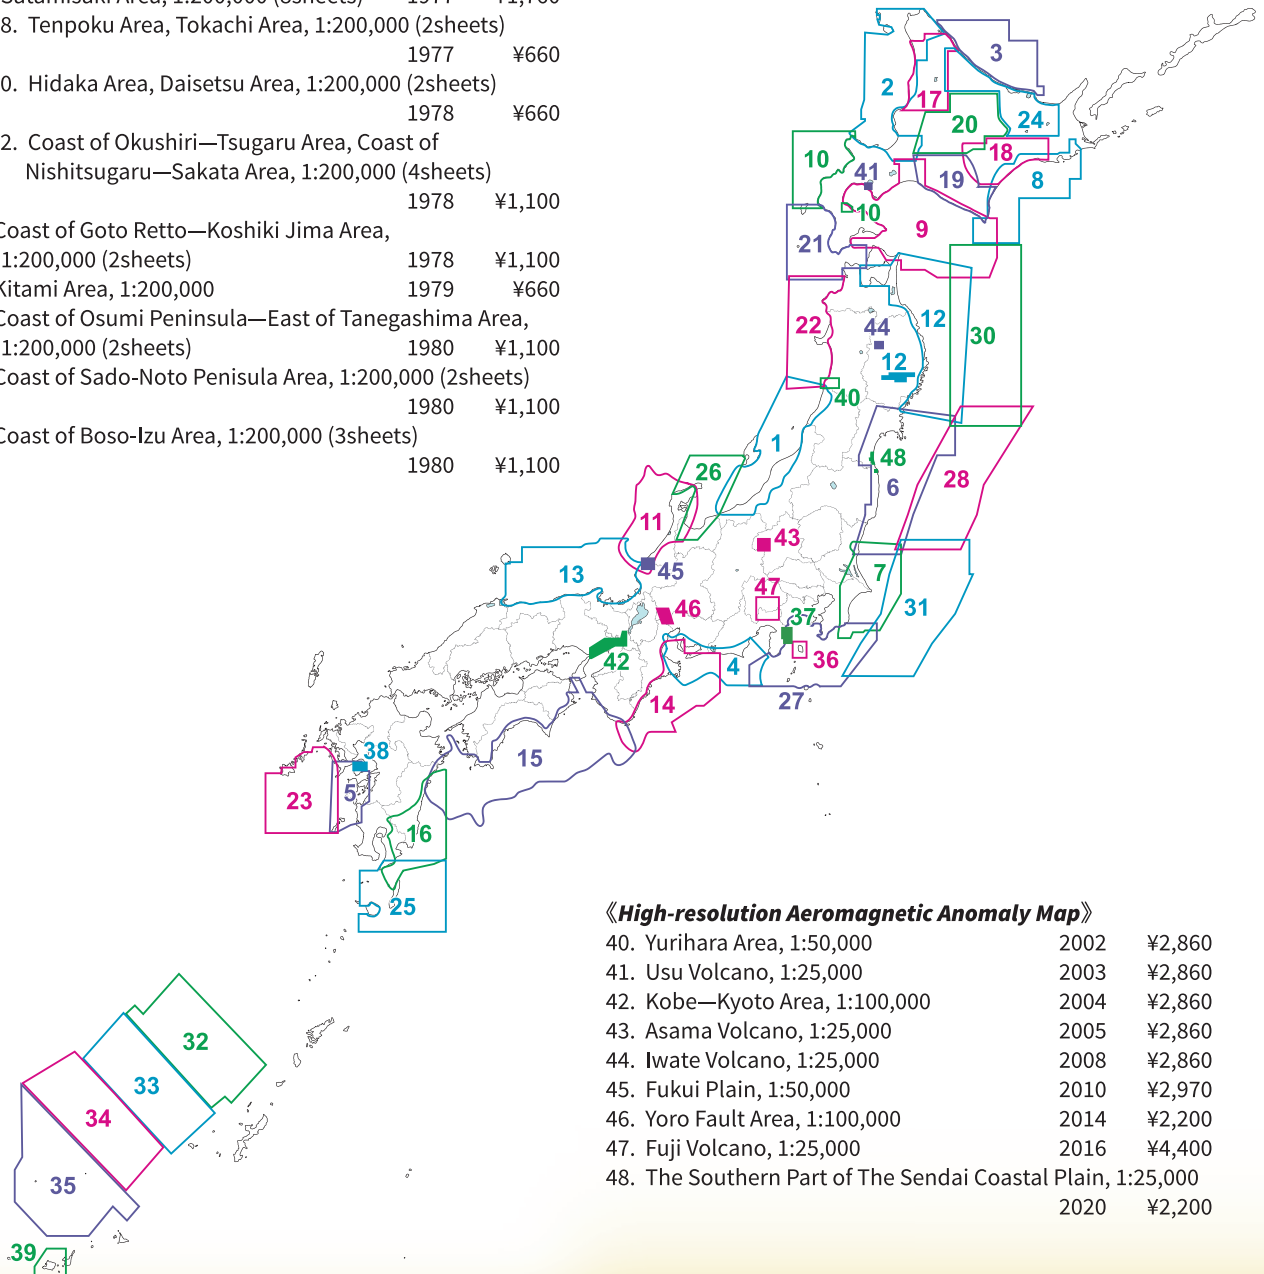 8. Tenpoku Area, Tokachi Area, 1:200,000 (2sheets)
1977 ¥660
0. Hidaka Area, Daisetsu Area, 1:200,000 (2sheets)
1978 ¥660
2. Coast of Okushiri—Tsugaru Area, Coast of
Nishitsugaru—Sakata Area, 1:200,000 (4sheets)
1978 ¥1,100
Coast of Goto Retto—Koshiki Jima Area,
1:200,000 (2sheets) 1978 ¥1,100
Kitami Area, 1:200,000 1979 ¥660
Coast of Osumi Peninsula—East of Tanegashima Area,
1:200,000 (2sheets) 1980 ¥1,100
Coast of Sado-Noto Penisula Area, 1:200,000 (2sheets)
1980 ¥1,100
Coast of Boso-Izu Area, 1:200,000 (3sheets)
1980 ¥1,100
3
2
17
20
24
18
10
41
19
8
10
9
21
22
44
12
30
12
40
1
48
26
6
28
11
43
13
45
7
47
31
46
37
42
4
36
14
27
38
15
5
23
16
25
32
33
34
35
39
《High-resolution Aeromagnetic Anomaly Map》
40. Yurihara Area, 1:50,000 2002 ¥2,860
41. Usu Volcano, 1:25,000 2003 ¥2,860
42. Kobe—Kyoto Area, 1:100,000 2004 ¥2,860
43. Asama Volcano, 1:25,000 2005 ¥2,860
44. Iwate Volcano, 1:25,000 2008 ¥2,860
45. Fukui Plain, 1:50,000 2010 ¥2,970
46. Yoro Fault Area, 1:100,000 2014 ¥2,200
47. Fuji Volcano, 1:25,000 2016 ¥4,400
48. The Southern Part of The Sendai Coastal Plain, 1:25,000
2020 ¥2,200